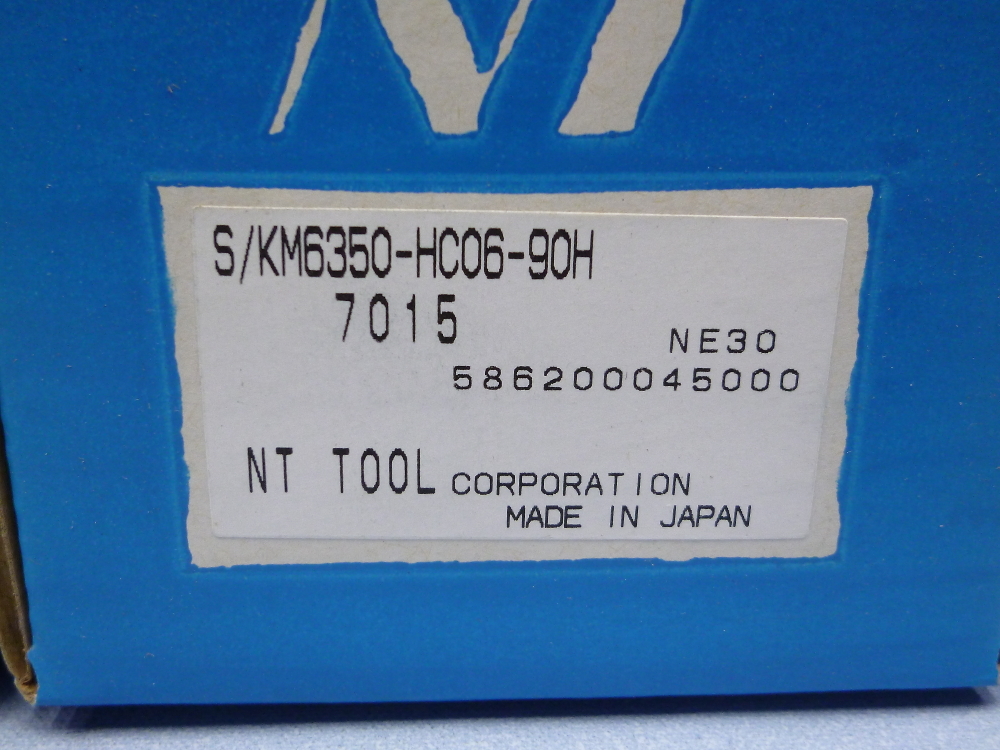 S/KM6350-HC06-90H
7015
NE30
586200045000
NT TOOL CORPORATION
MADE IN JAPAN